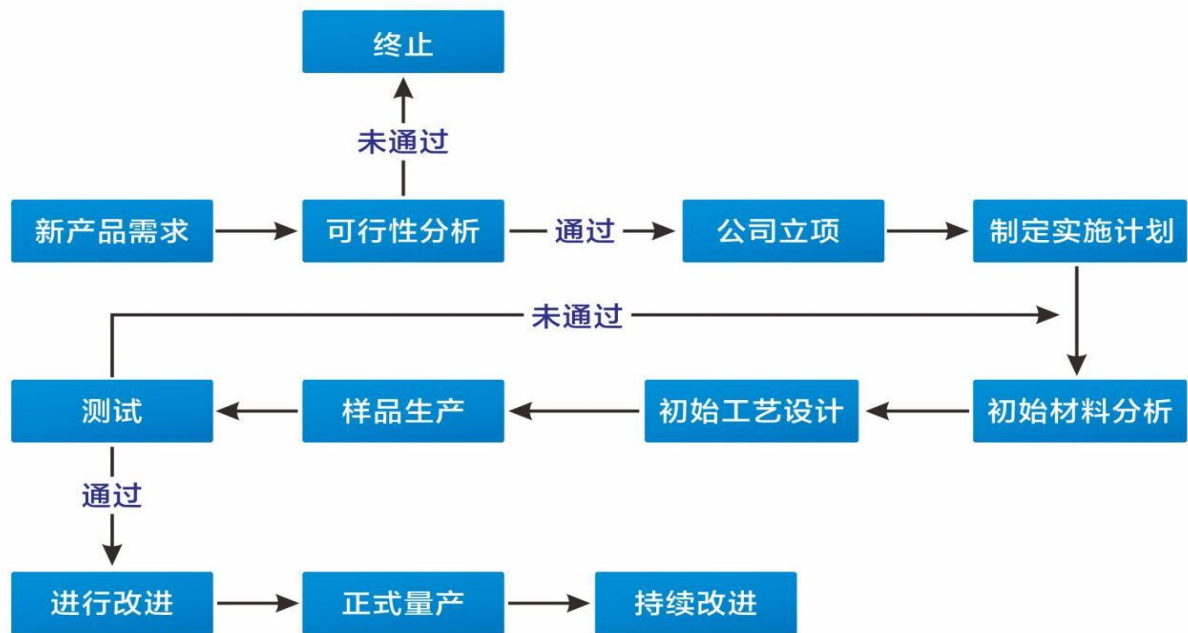 终止
未通过
新产品需求
可行性分析
通过
公司立项
制定实施计划
未通过
测试
样品生产
初始工艺设计
初始材料分析
通过
进行改进
正式量产
持续改进